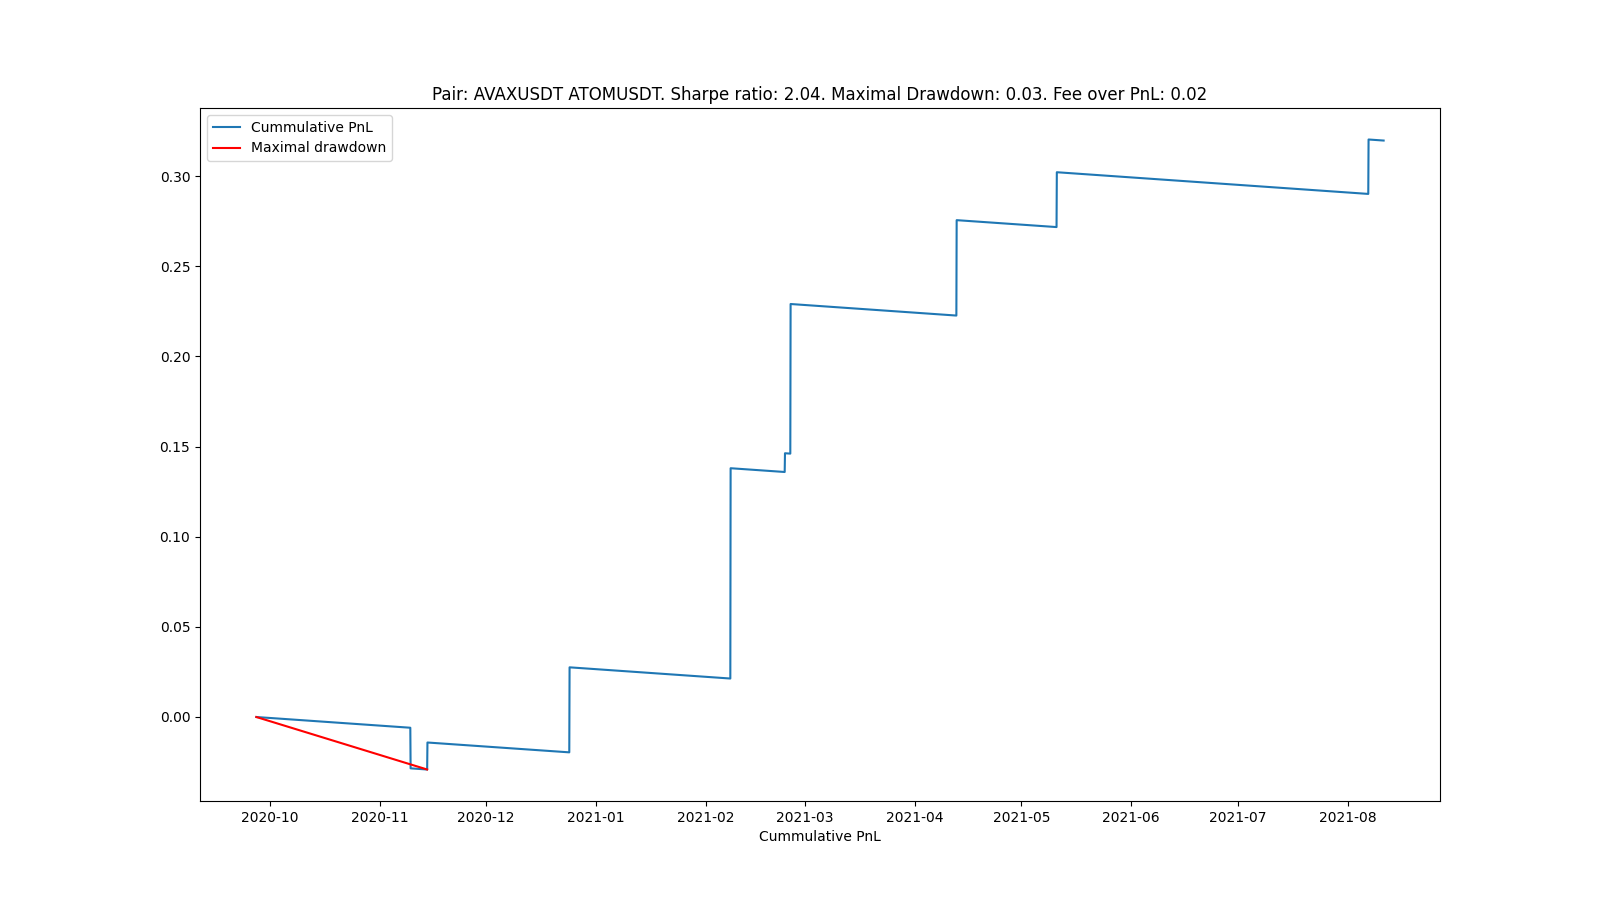 Pair: AVAXUSDT ATOMUSDT. Sharpe ratio: 2.04. Maximal Drawdown: 0.03. Fee over PnL: 0.02
Cummulative PnL
Maximal drawdown
0.30
0.25
0.20
0.15
0.10
0.05
0.00
2020-10 2020-11 2020-12 2021-01 2021-02 2021-03 2021-04 2021-05 2021-06 2021-07 2021-08
Cummulative PnL